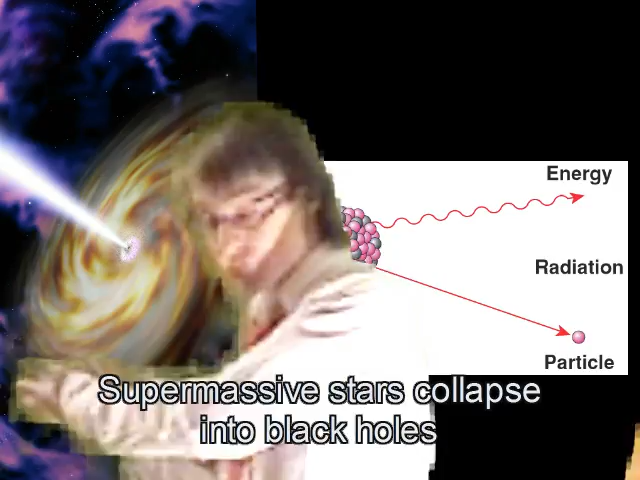 Energy
Radiation
Particle
Supermassive stars collapse
into black holes